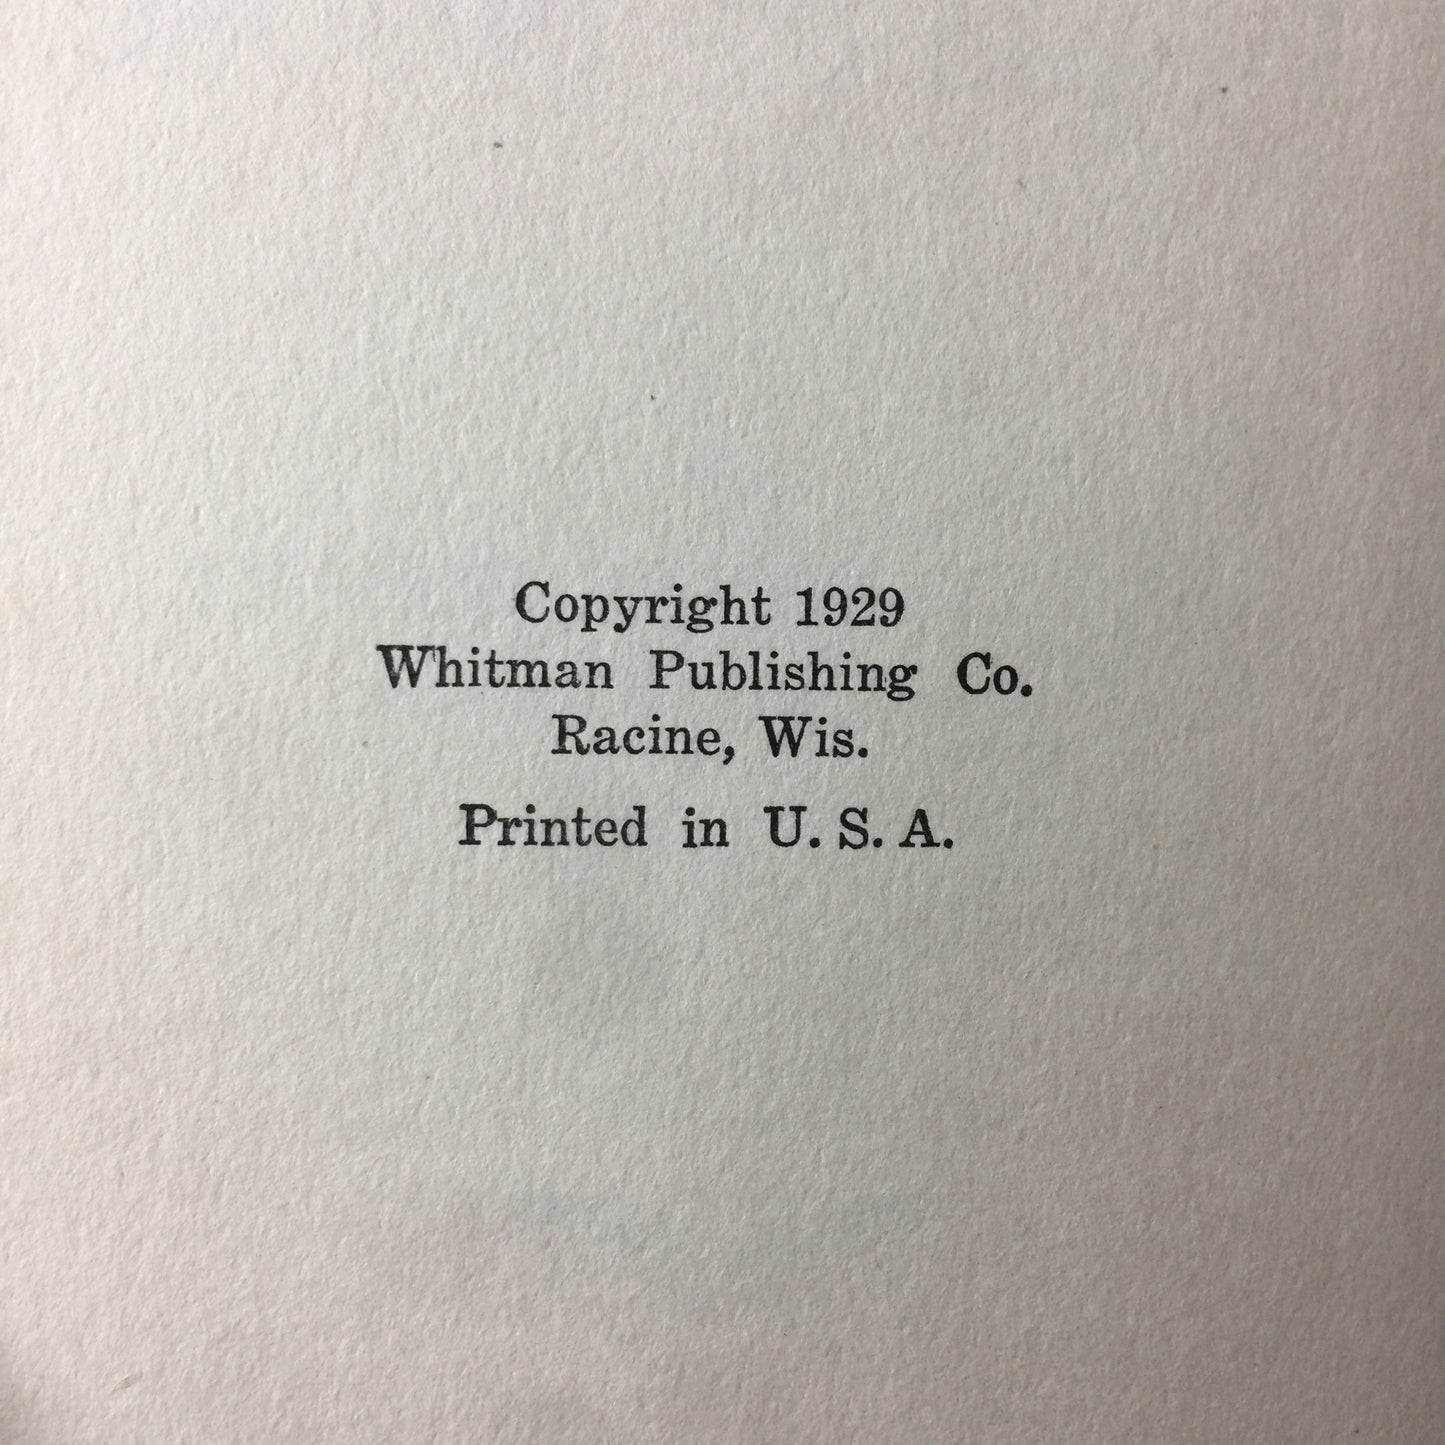 Copyright 1929
Whitman Publishing Co.
Racine, Wis.
Printed in U. S. A.